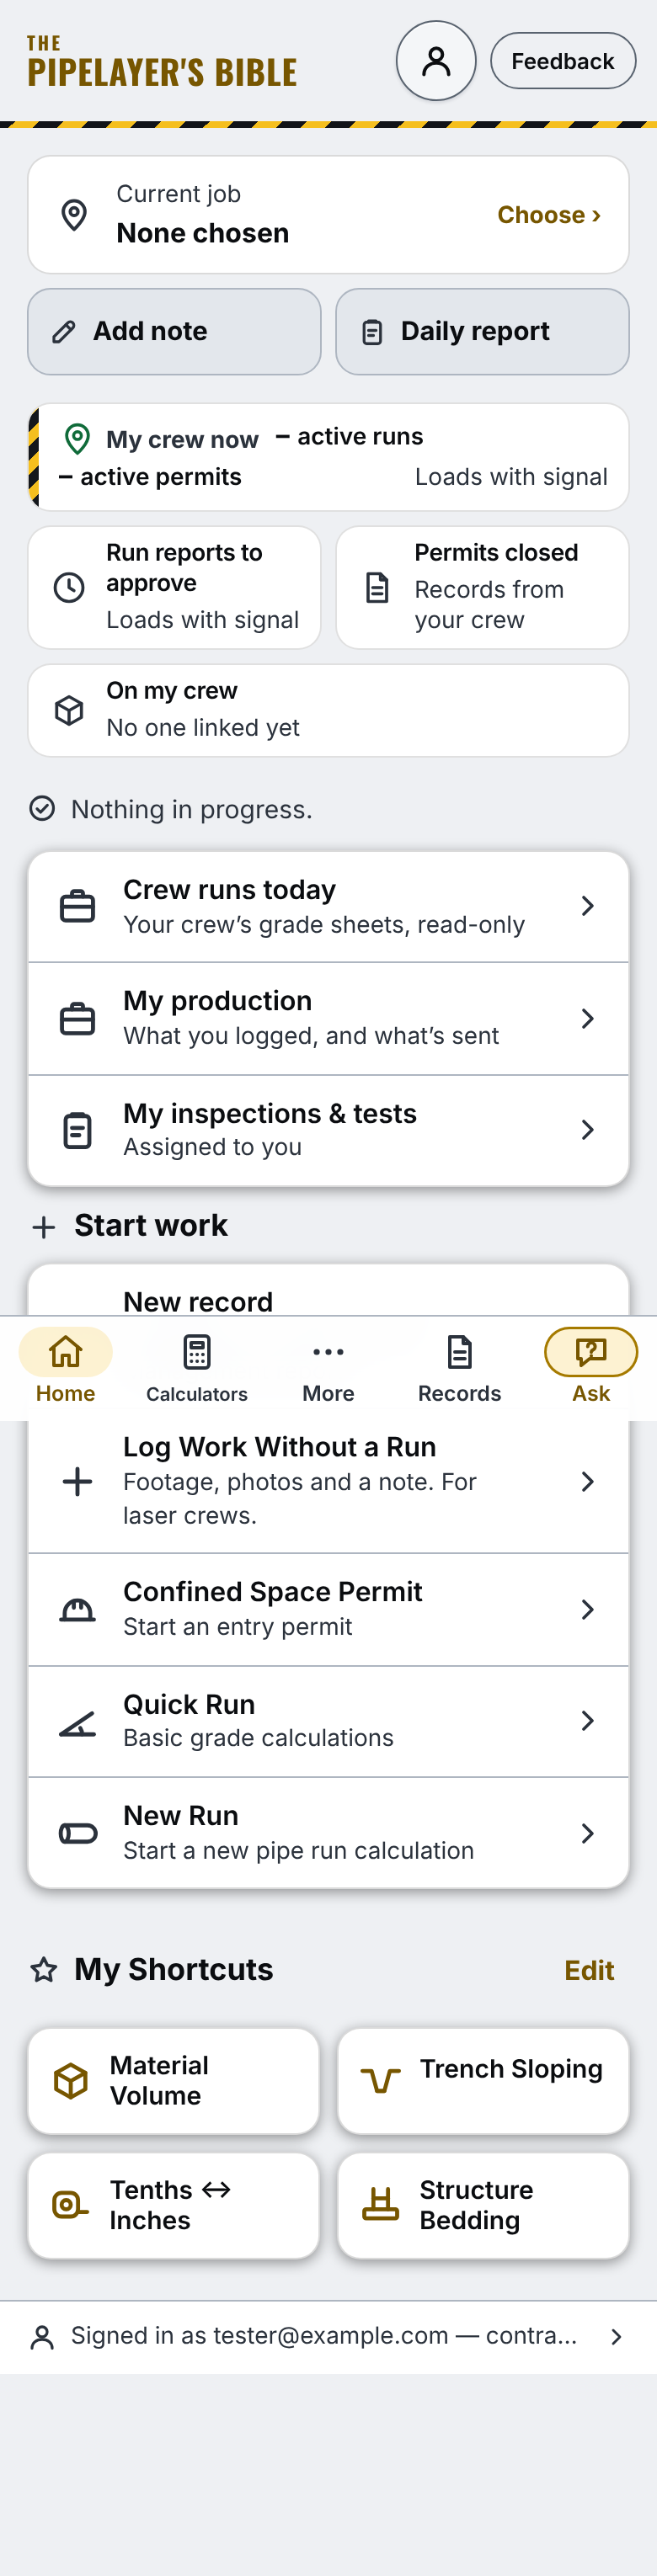 THE
PIPELAYER'S BIBLE
Feedback
Current job
None chosen
Choose ›
Add note
Daily report
My crew now – active runs
– active permits
Loads with signal
Run reports to
approve
Loads with signal
Permits closed
Records from
your crew
On my crew
No one linked yet
Nothing in progress.
Crew runs today
Your crew’s grade sheets, read-only
My production
What you logged, and what’s sent
My inspections & tests
Assigned to you
Start work
New record
Home
Calculators
More
Records
Ask
Log Work Without a Run
Footage, photos and a note. For
laser crews.
Confined Space Permit
Start an entry permit
Quick Run
Basic grade calculations
New Run
Start a new pipe run calculation
My Shortcuts
Edit
Material
Volume
Trench Sloping
Tenths ↔
Inches
Structure
Bedding
Signed in as tester@example.com — contra...